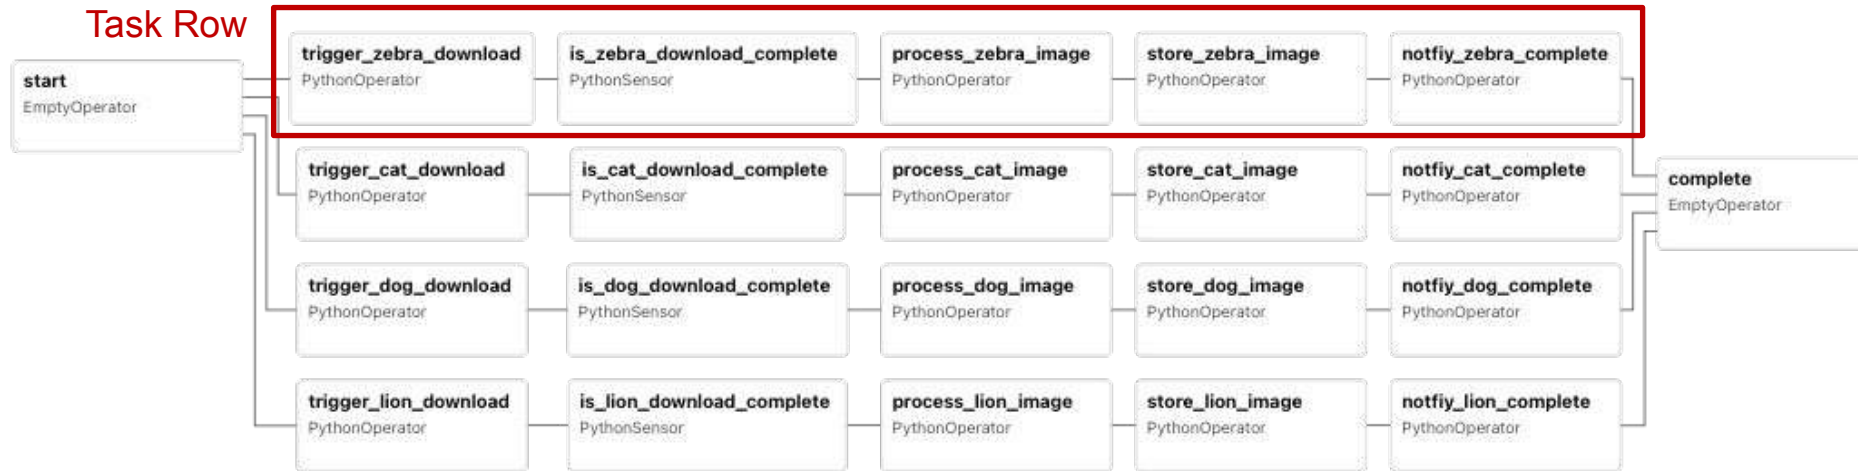 Task Row
start
EmptyOperator
trigger_zebra_download
PythonOperator
is_zebra_download_complete
PythonSensor
process_zebra_image
PythonOperator
store_zebra_image
PythonOperator
notfiy_zebra_complete
PythonOperator
trigger_cat_download
PythonOperator
is_cat_download_complete
PythonSensor
process_cat_image
PythonOperator
store_cat_image
PythonOperator
notfiy_cat_complete
PythonOperator
trigger_dog_download
PythonOperator
is_dog_download_complete
PythonSensor
process_dog_image
PythonOperator
store_dog_image
PythonOperator
notfiy_dog_complete
PythonOperator
trigger_lion_download
PythonOperator
is_lion_download_complete
PythonSensor
process_lion_image
PythonOperator
store_lion_image
PythonOperator
notfiy_lion_complete
PythonOperator
complete
EmptyOperator